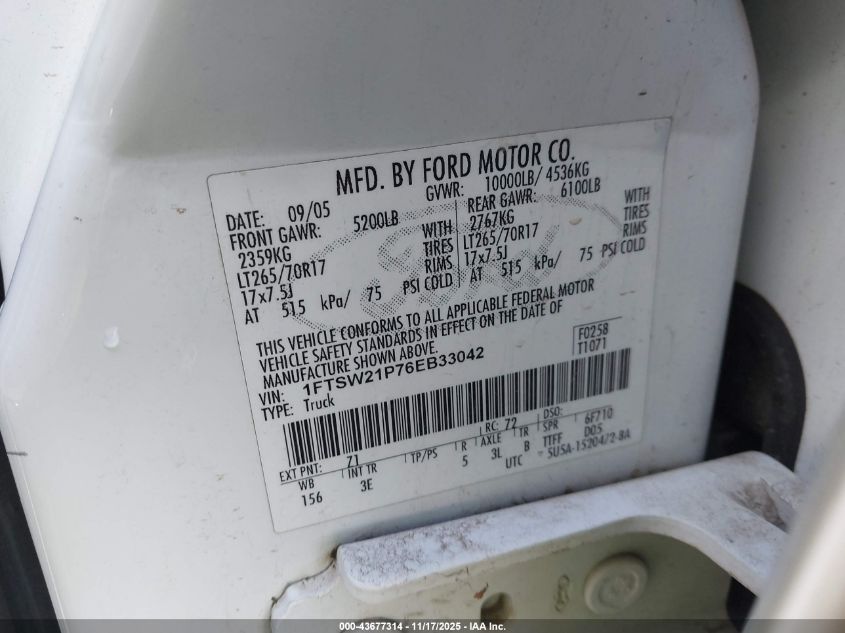 MFD. BY FORD MOTOR CO.
DATE: 09/05 GVWR: 10000LB/ 4536KG
FRONT GAWR: 5200LB REAR GAWR: 6100LB
2359KG WITH 2767KG WITH
LT265/70R17 TIRES LT265/70R17 TIRES
17x7.5J RIMS 17x7.5J RIMS
AT 515 kPa/ 75 PSI COLD AT 515 kPa/ 75 PSI COLD
Ford
THIS VEHICLE CONFORMS TO ALL APPLICABLE FEDERAL MOTOR
VEHICLE SAFETY STANDARDS IN EFFECT ON THE DATE OF
MANUFACTURE SHOWN ABOVE.
VIN: 1FTSW21P76EB33042 F0258
TYPE: Truck T1071
EXT PNT: Z1 RC: 72 DSO: 6F710
WB INT TR TP/PS R AXLE TR SPR
156 3E 5 3L B TTFF D05
UTC 5U5A-1520472-BA
000-43677314 - 11/17/2025 - IAA Inc.